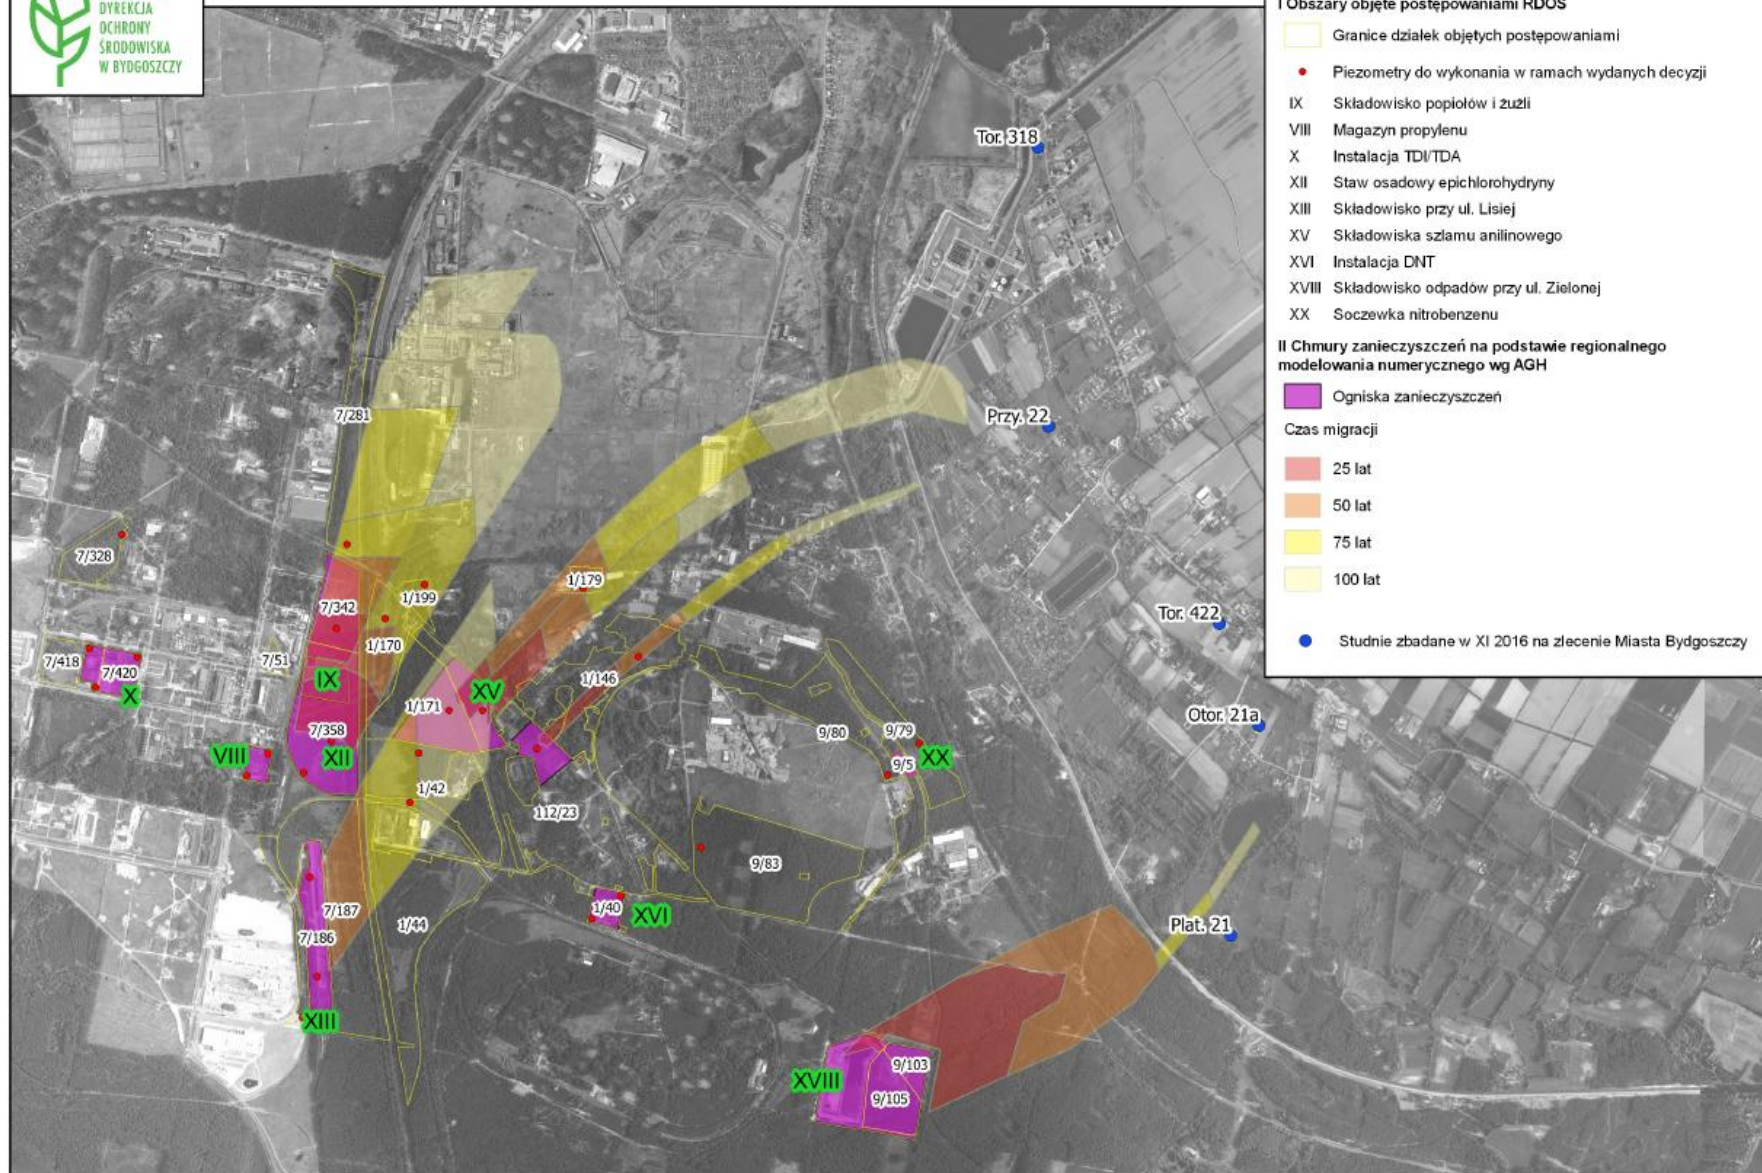 DYREKCJA
OCHRONY
ŚRODOWISKA
W BYDGOSZCZY
I Obszary objęte postępowaniami RDOŚ
Granice działek objętych postępowaniami
Piezometry do wykonania w ramach wydanych decyzji
IX Składowisko popiołów i żużli
VIII Magazyn propylenu
X Instalacja TDI/TDA
XII Staw osadowy epichlorohydryny
XIII Składowisko przy ul. Lisiej
XV Składowiska szlamu anilinowego
XVI Instalacja DNT
XVIII Składowisko odpadów przy ul. Zielonej
XX Soczewka nitrobenzenu
II Chmury zanieczyszczeń na podstawie regionalnego
modelowania numerycznego wg AGH
Ogniska zanieczyszczeń
Czas migracji
25 lat
50 lat
75 lat
100 lat
Studnie zbadane w XI 2016 na zlecenie Miasta Bydgoszczy
Tor. 318
7/281
Przy. 22
7/328
1/179
7/342
1/199
Tor. 422
1/170
7/418
7/51
7/420
X
IX
1/146
XV
1/171
Otor. 21a
7/358
9/80
9/79
VIII
XII
9/5
XX
1/42
112/23
9/83
7/187
1/40
XVI
1/44
Plat. 21
7/186
XIII
9/103
XVIII
9/105